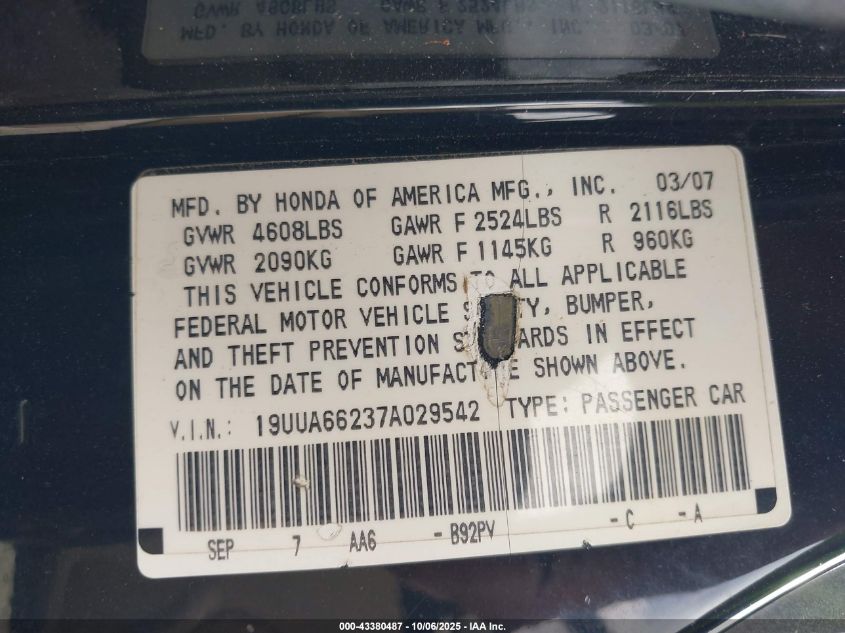 MFD. BY HONDA OF AMERICA MFG., INC. 03/07
GVWR 4608LBS GAWR F 2524LBS R 2116LBS
GVWR 2090KG GAWR F 1145KG R 960KG
THIS VEHICLE CONFORMS TO ALL APPLICABLE
FEDERAL MOTOR VEHICLE BUMPER,
AND THEFT PREVENTION IN EFFECT
ON THE DATE OF SHOWN ABOVE.
V.I.N.: 19UUA66237A029542 TYPE: PASSENGER CAR
SEP 7 AA6 - B92PV - C - A
000-43380487 - 10/06/2025 - IAA Inc.